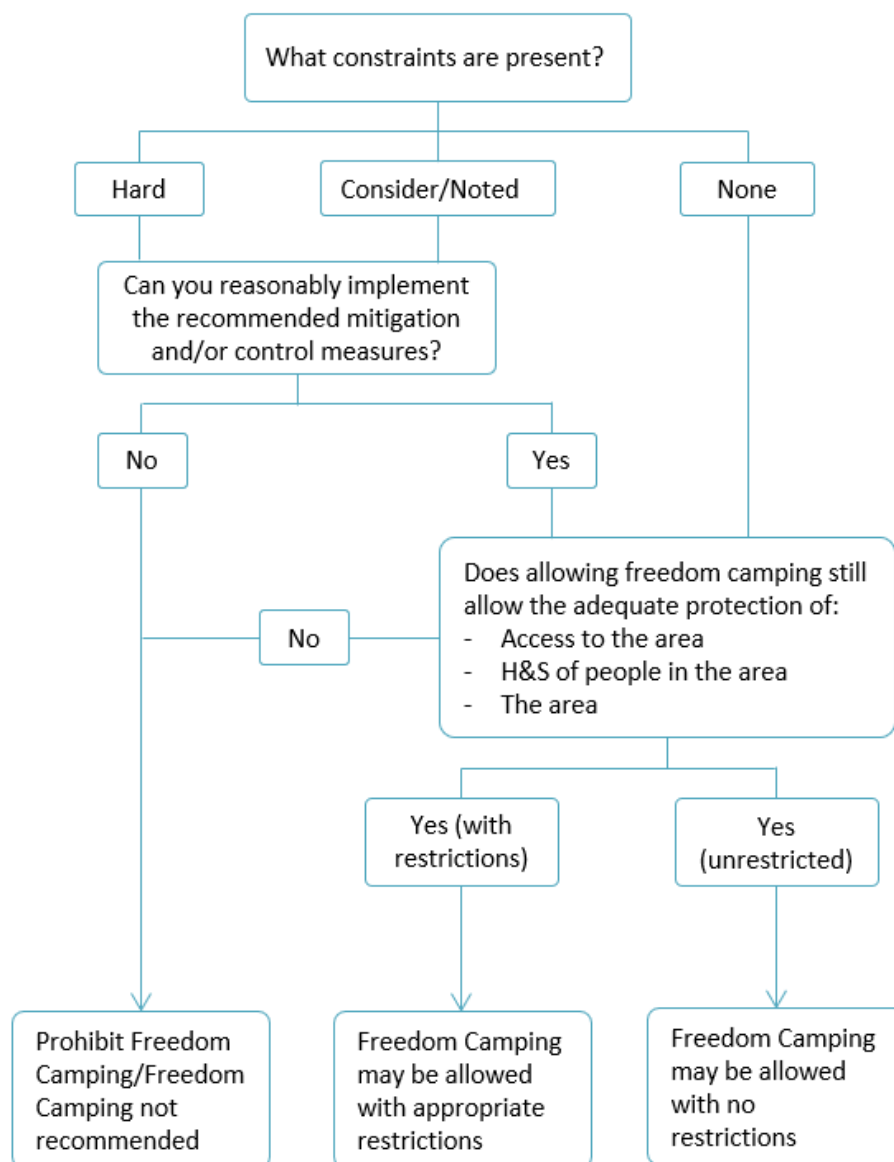 What constraints are present?
Hard
Consider/Noted
None
Can you reasonably implement
the recommended mitigation
and/or control measures?
No
Yes
Does allowing freedom camping still
allow the adequate protection of:
- Access to the area
- H&S of people in the area
- The area
No
Yes (with
restrictions)
Yes
(unrestricted)
Prohibit Freedom
Camping/Freedom
Camping not
recommended
Freedom Camping
may be allowed
with appropriate
restrictions
Freedom Camping
may be allowed
with no
restrictions